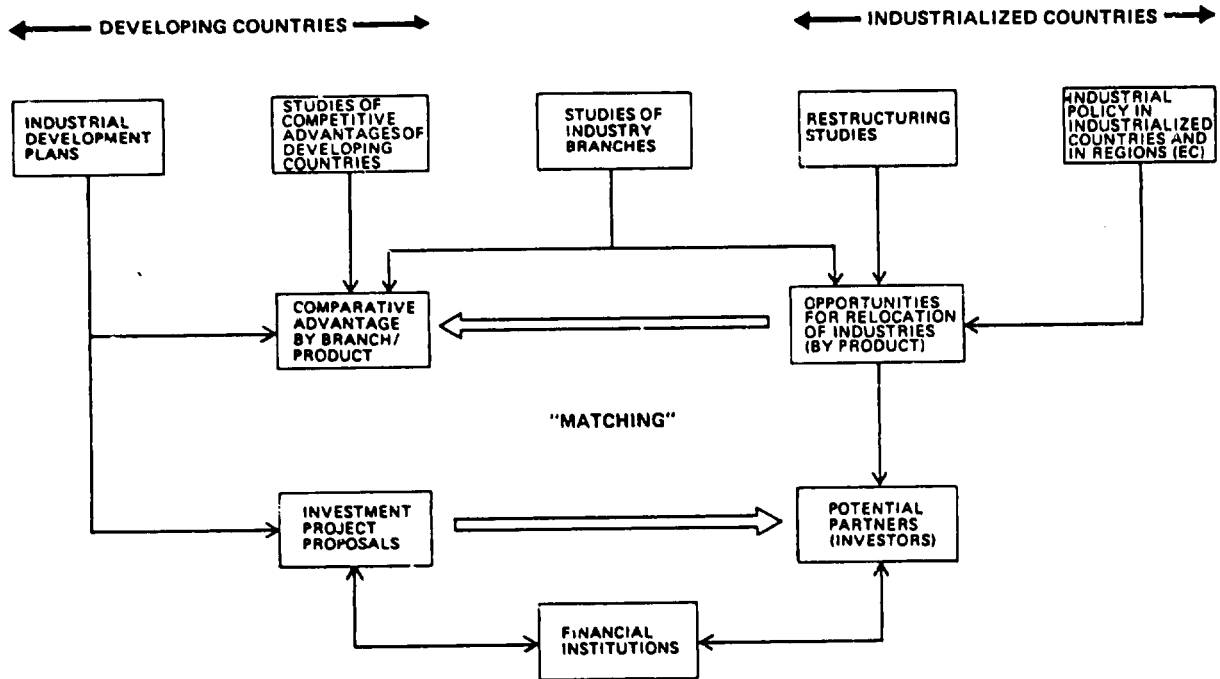 DEVELOPING COUNTRIES
INDUSTRIALIZED COUNTRIES
INDUSTRIAL
DEVELOPMENT
PLANS
STUDIES OF
COMPETITIVE
ADVANTAGES OF
DEVELOPING
COUNTRIES
STUDIES OF
INDUSTRY
BRANCHES
RESTRUCTURING
STUDIES
INDUSTRIAL
POLICY IN
INDUSTRIALIZED
COUNTRIES AND
IN REGIONS (EC)
COMPARATIVE
ADVANTAGE
BY BRANCH/
PRODUCT
OPPORTUNITIES
FOR RELOCATION
OF INDUSTRIES
(BY PRODUCT)
"MATCHING"
INVESTMENT
PROJECT
PROPOSALS
POTENTIAL
PARTNERS
(INVESTORS)
FINANCIAL
INSTITUTIONS